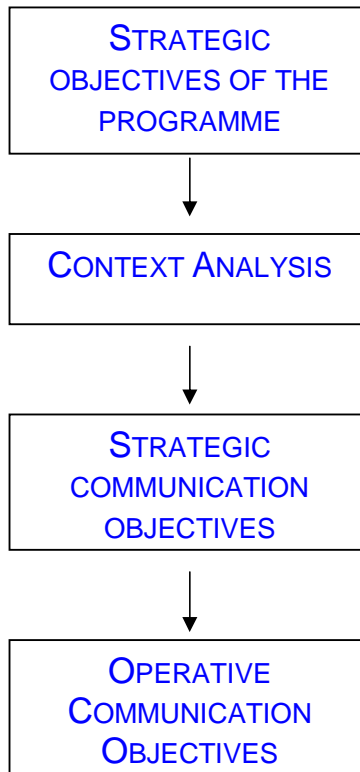 STRATEGIC
OBJECTIVES OF THE
PROGRAMME
CONTEXT ANALYSIS
STRATEGIC
COMMUNICATION
OBJECTIVES
OPERATIVE
COMMUNICATION
OBJECTIVES